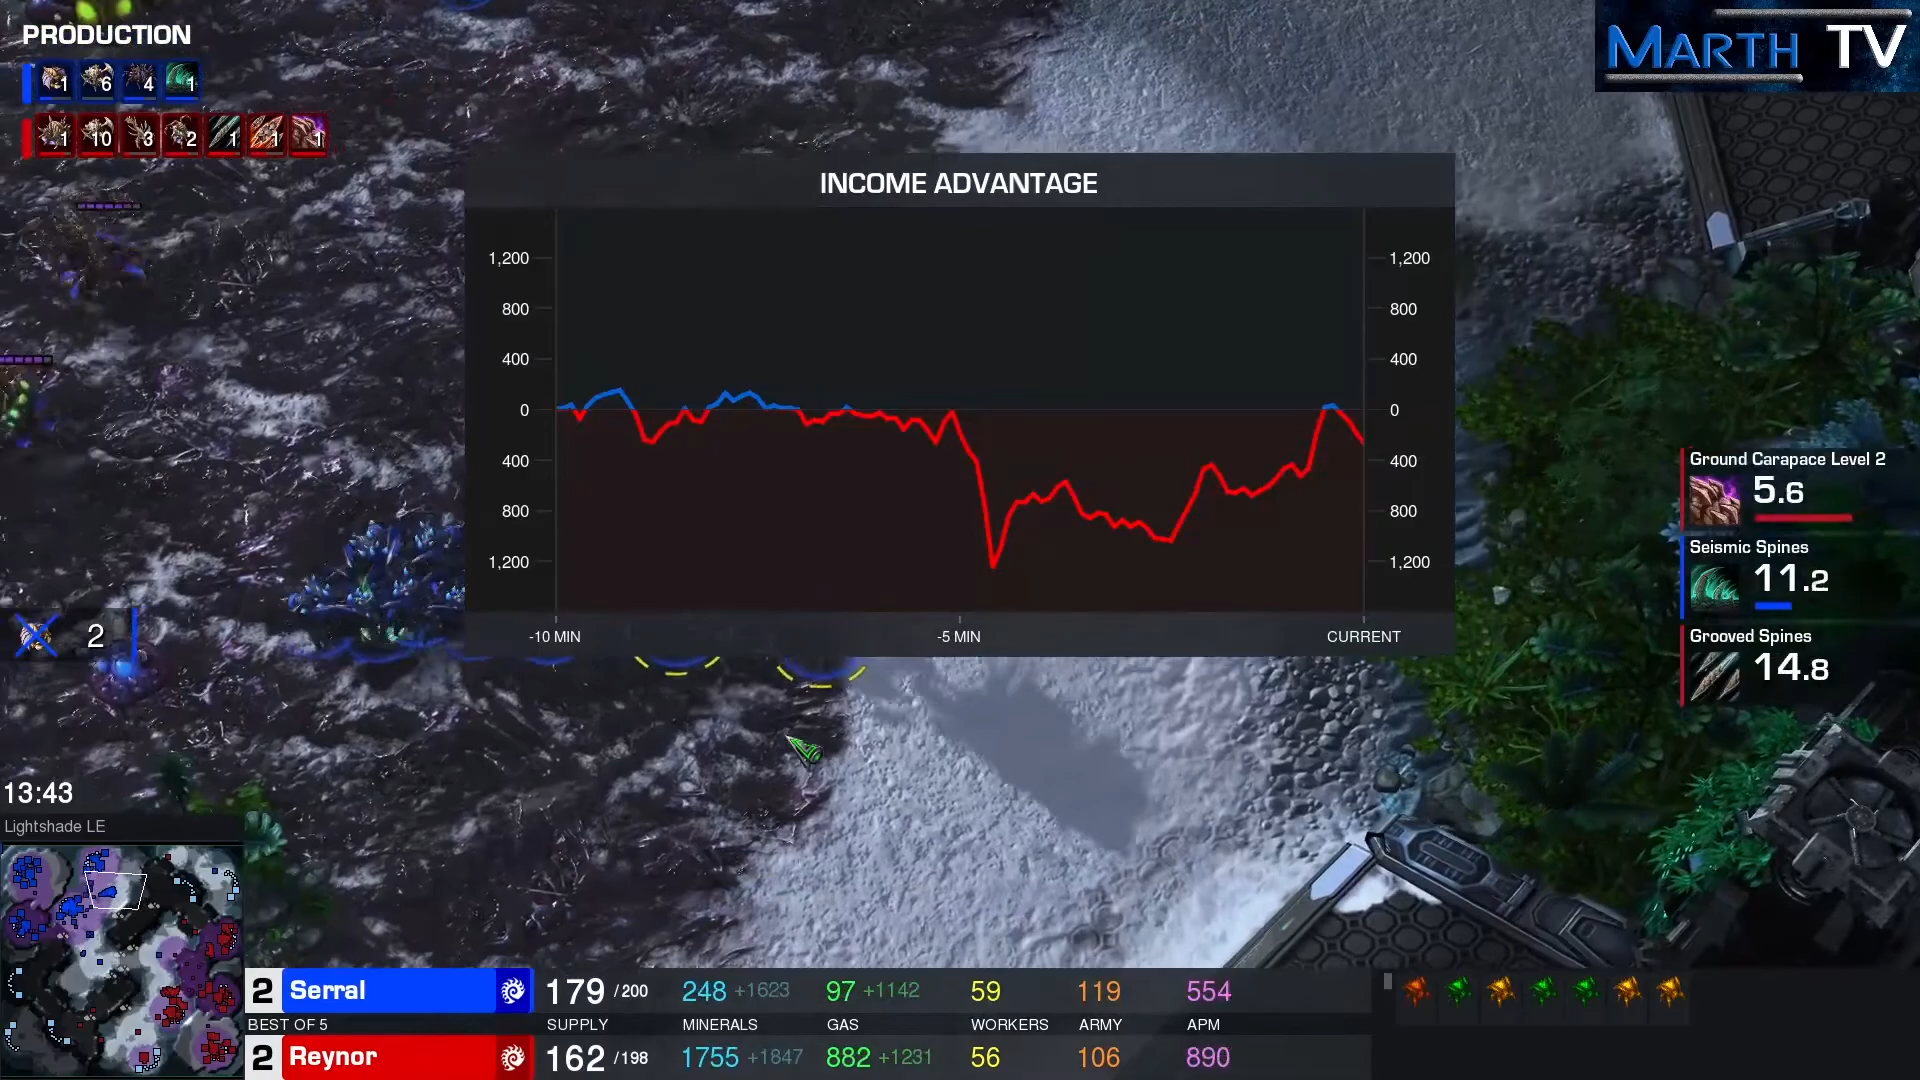 PRODUCTION
1 6 4 1
1 10 3 2 1 1 1
MARTH TV
INCOME ADVANTAGE
1,200 1,200
800 800
400 400
0 0
400 400
800 800
1,200 1,200
-10 MIN -5 MIN CURRENT
Ground Carapace Level 2
5.6
Seismic Spines
11.2
Grooved Spines
14.8
2
13:43
Lightshade LE
2 Serral 179 /200 248 +1623 97 +1142 59 119 554
BEST OF 5 SUPPLY MINERALS GAS WORKERS ARMY APM
2 Reynor 162 /198 1755 +1847 882 +1231 56 106 890